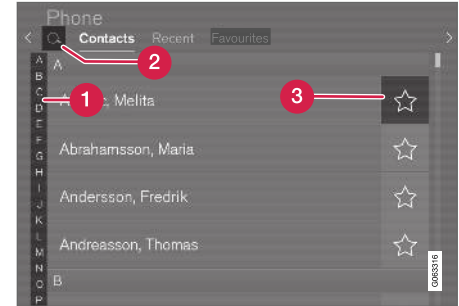 Phone
Contacts Recent Favourites
2
A
A
B
C
D
E
F
G
H
I
J
K
L
M
N
O
P
1
Melita
3
Abrahamsson, Maria
Andersson, Fredrik
Andreasson, Thomas
B
G063316